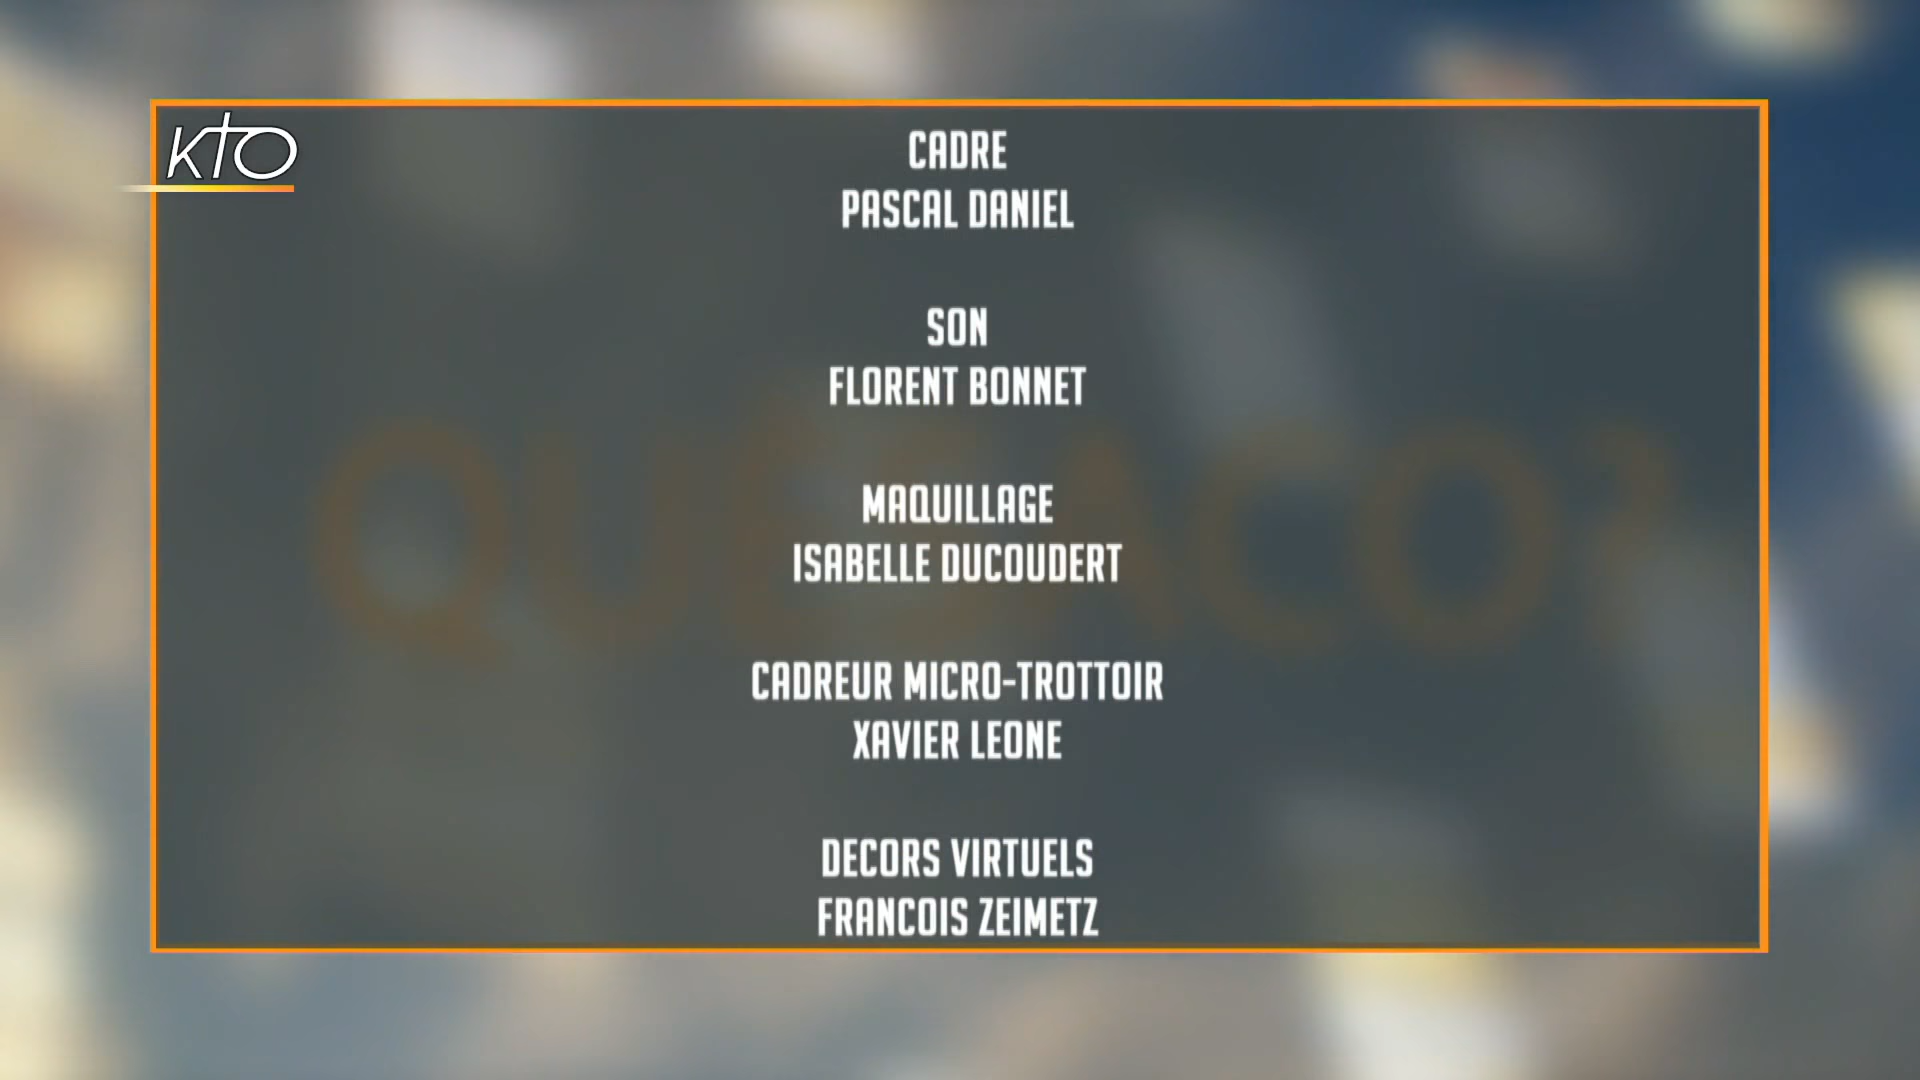 KTO
CADRE
PASCAL DANIEL
SON
FLORENT BONNET
QUÉSACO?
MAQUILLAGE
ISABELLE DUCOUDERT
CADREUR MICRO-TROTTOIR
XAVIER LEONE
DECORS VIRTUELS
FRANCOIS ZEIMETZ